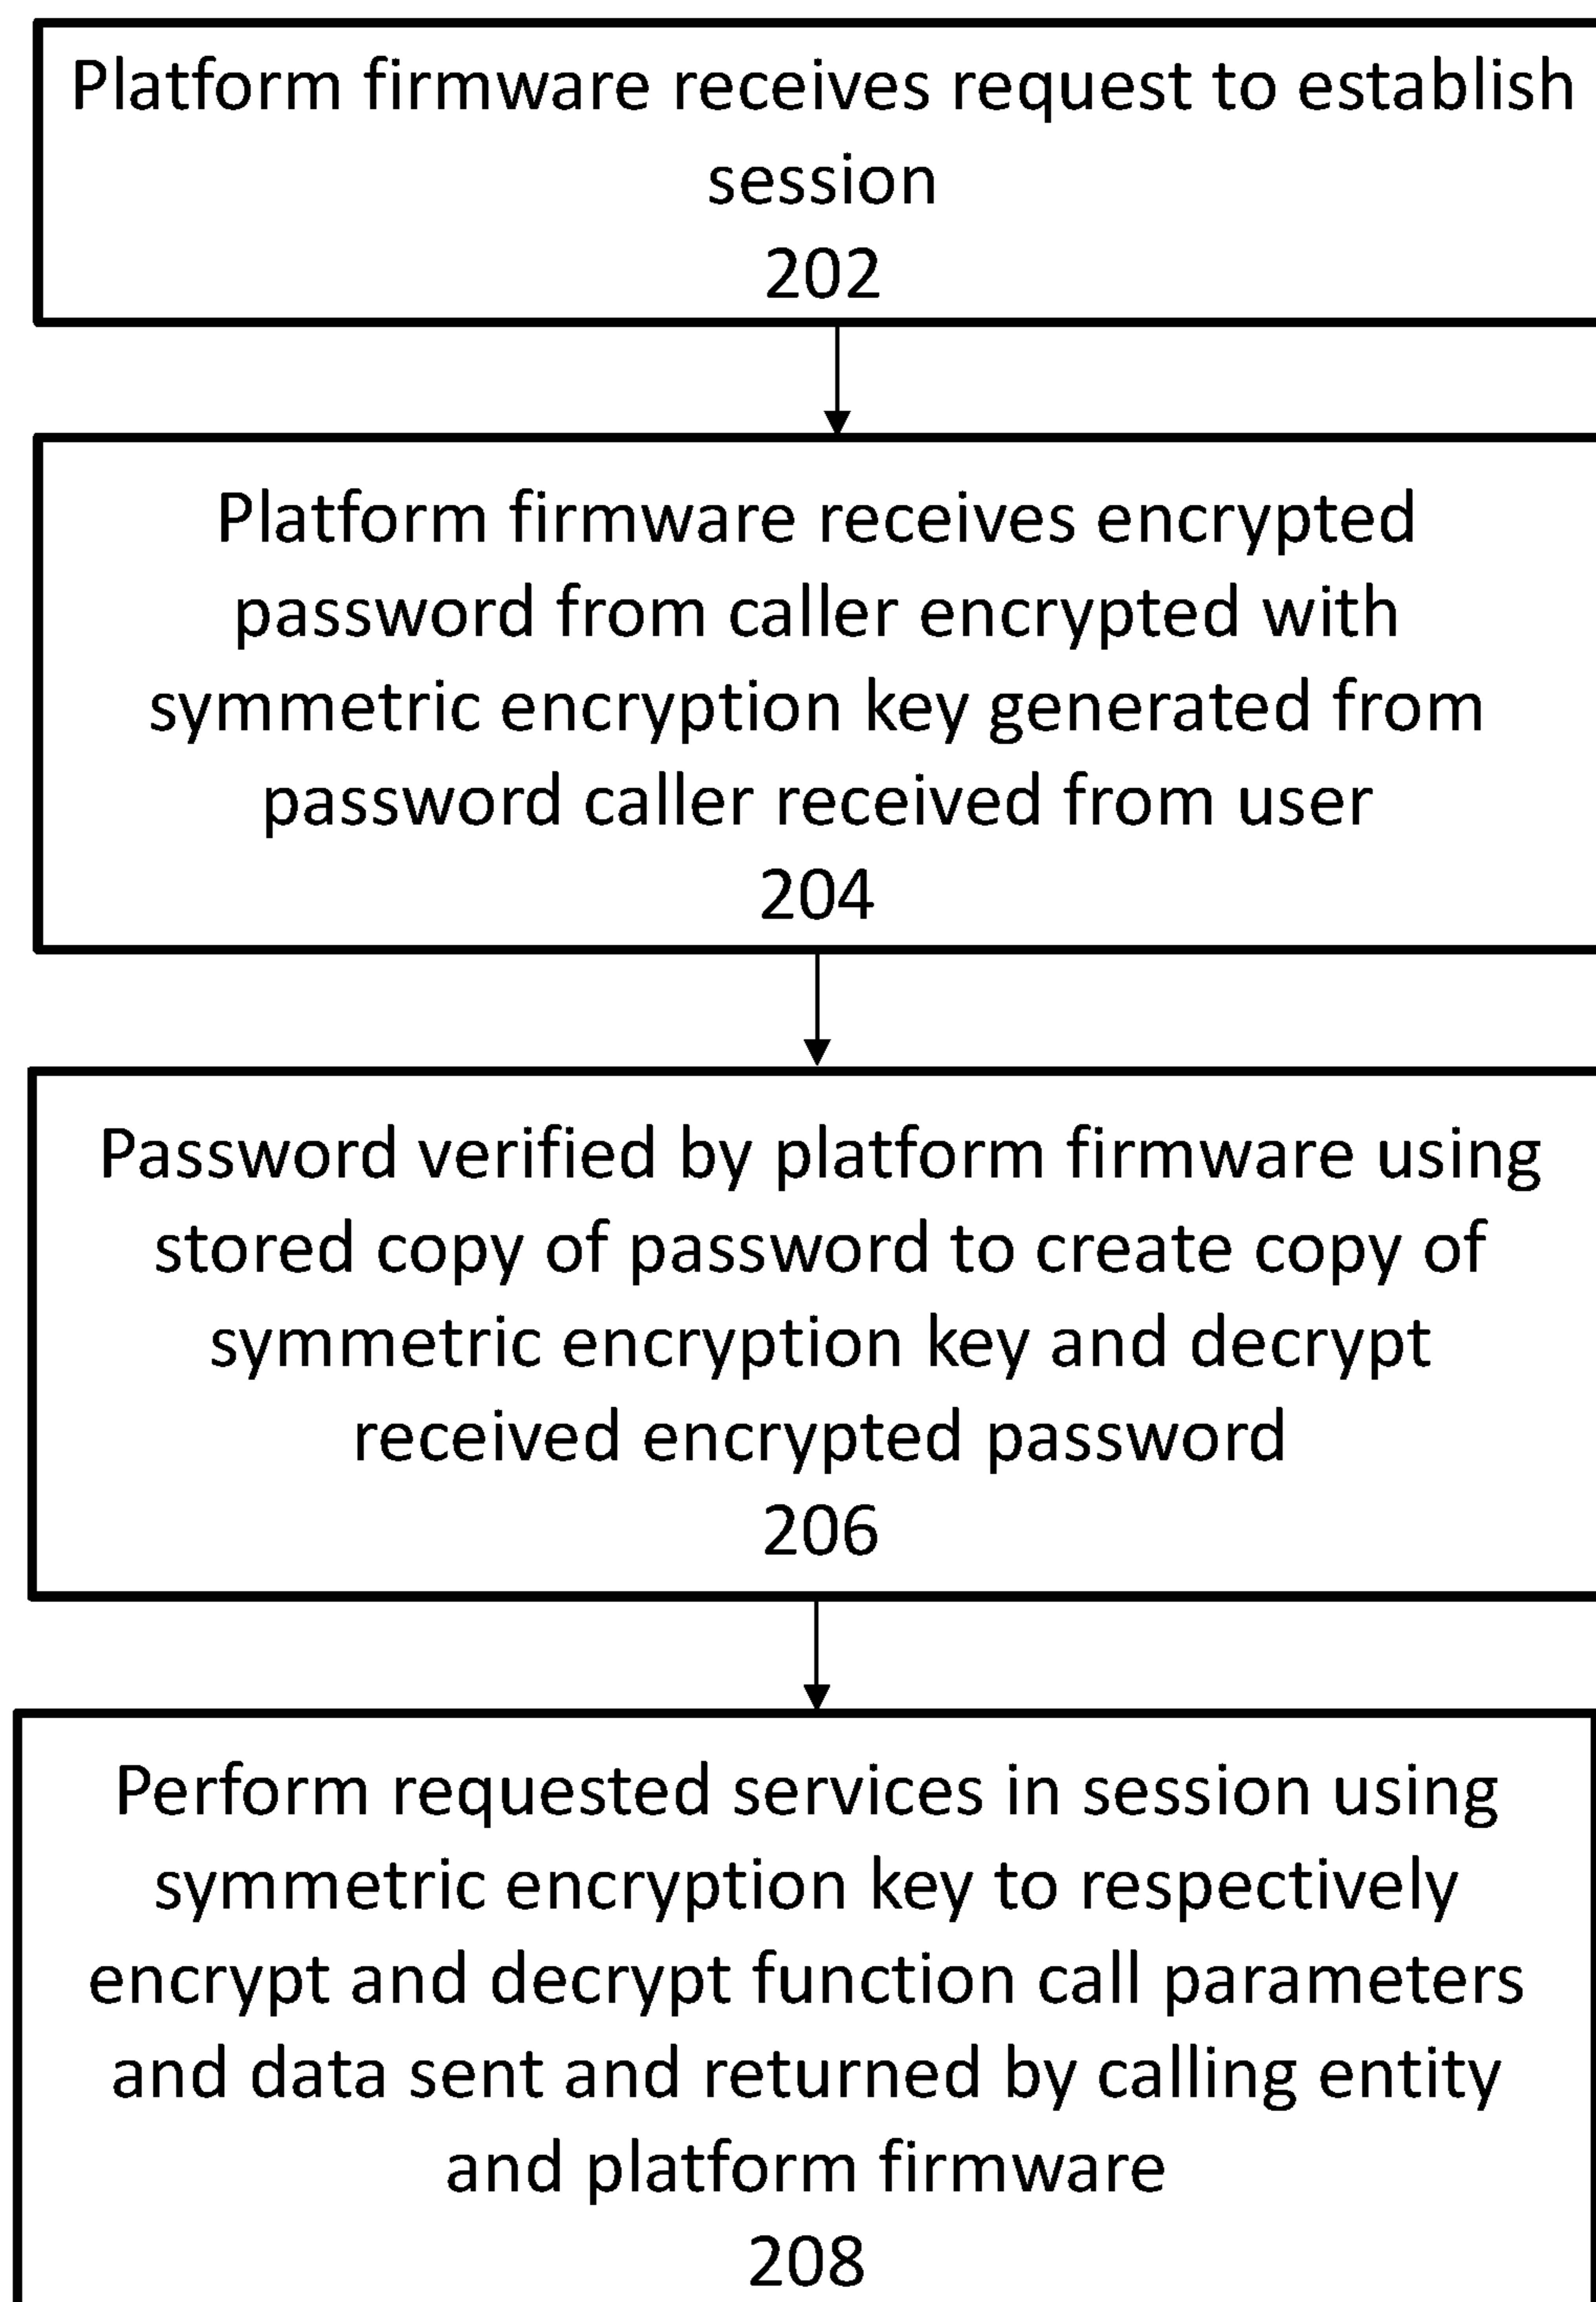 Platform firmware receives request to establish
session
202
Platform firmware receives encrypted
password from caller encrypted with
symmetric encryption key generated from
password caller received from user
204
Password verified by platform firmware using
stored copy of password to create copy of
symmetric encryption key and decrypt
received encrypted password
206
Perform requested services in session using
symmetric encryption key to respectively
encrypt and decrypt function call parameters
and data sent and returned by calling entity
and platform firmware
208